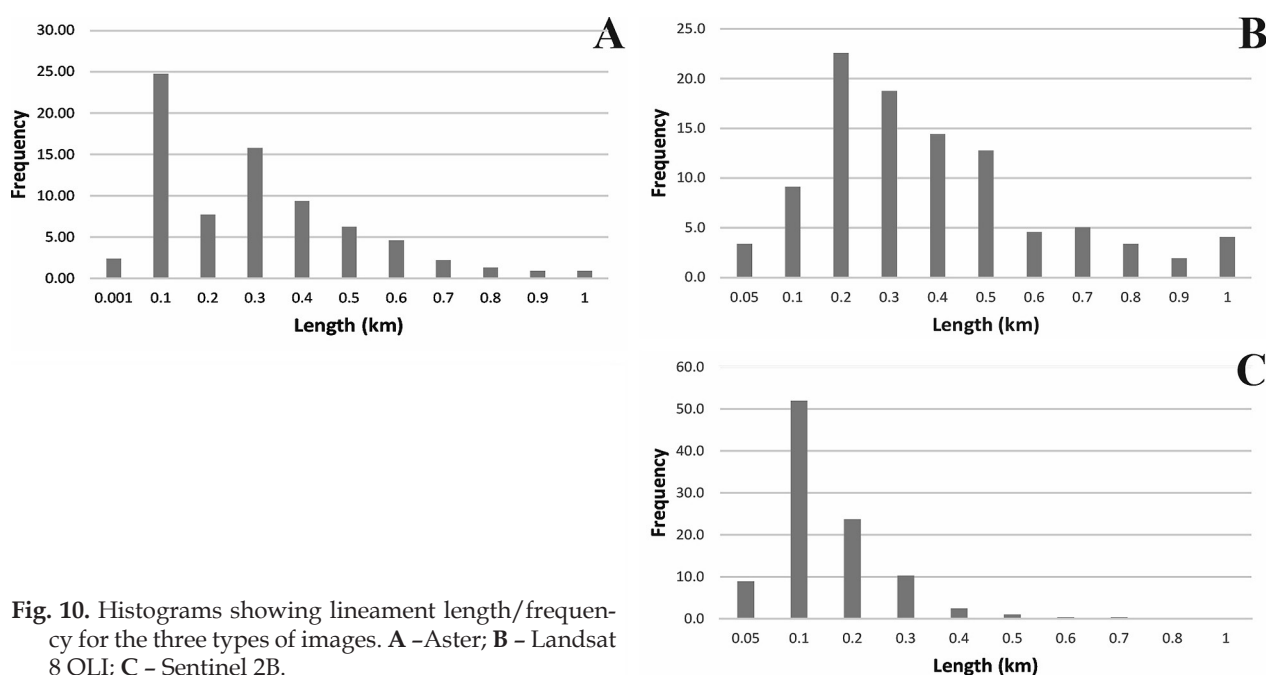 A
30.00
25.00
20.00
15.00
10.00
5.00
0.00
Frequency
0.001 0.1 0.2 0.3 0.4 0.5 0.6 0.7 0.8 0.9 1
Length (km)
B
25.0
20.0
15.0
10.0
5.0
0.0
Frequency
0.05 0.1 0.2 0.3 0.4 0.5 0.6 0.7 0.8 0.9 1
Length (km)
C
60.0
50.0
40.0
30.0
20.0
10.0
0.0
Frequency
0.05 0.1 0.2 0.3 0.4 0.5 0.6 0.7 0.8 1
Length (km)
Fig. 10. Histograms showing lineament length/frequen-
cy for the three types of images. A –Aster; B – Landsat
8 OLI; C – Sentinel 2B.